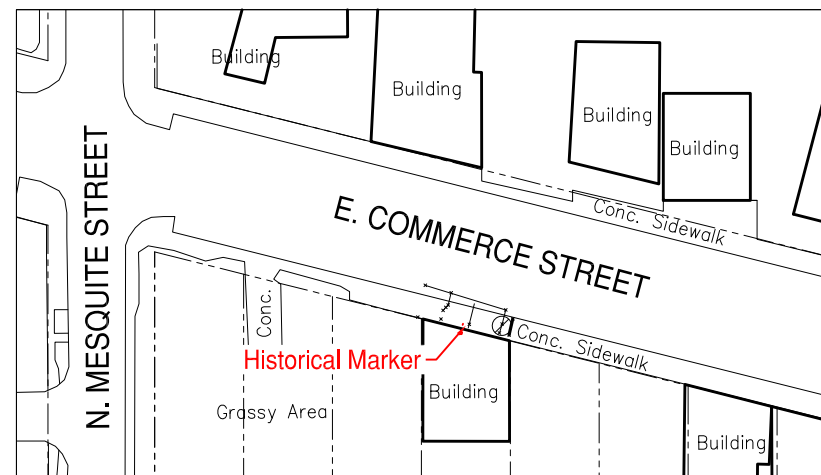 Building
Building
Building
Building
N. MESQUITE STREET
E. COMMERCE STREET
Conc. Sidewalk
Conc.
Conc. Sidewalk
Historical Marker
Building
Grassy Area
Building